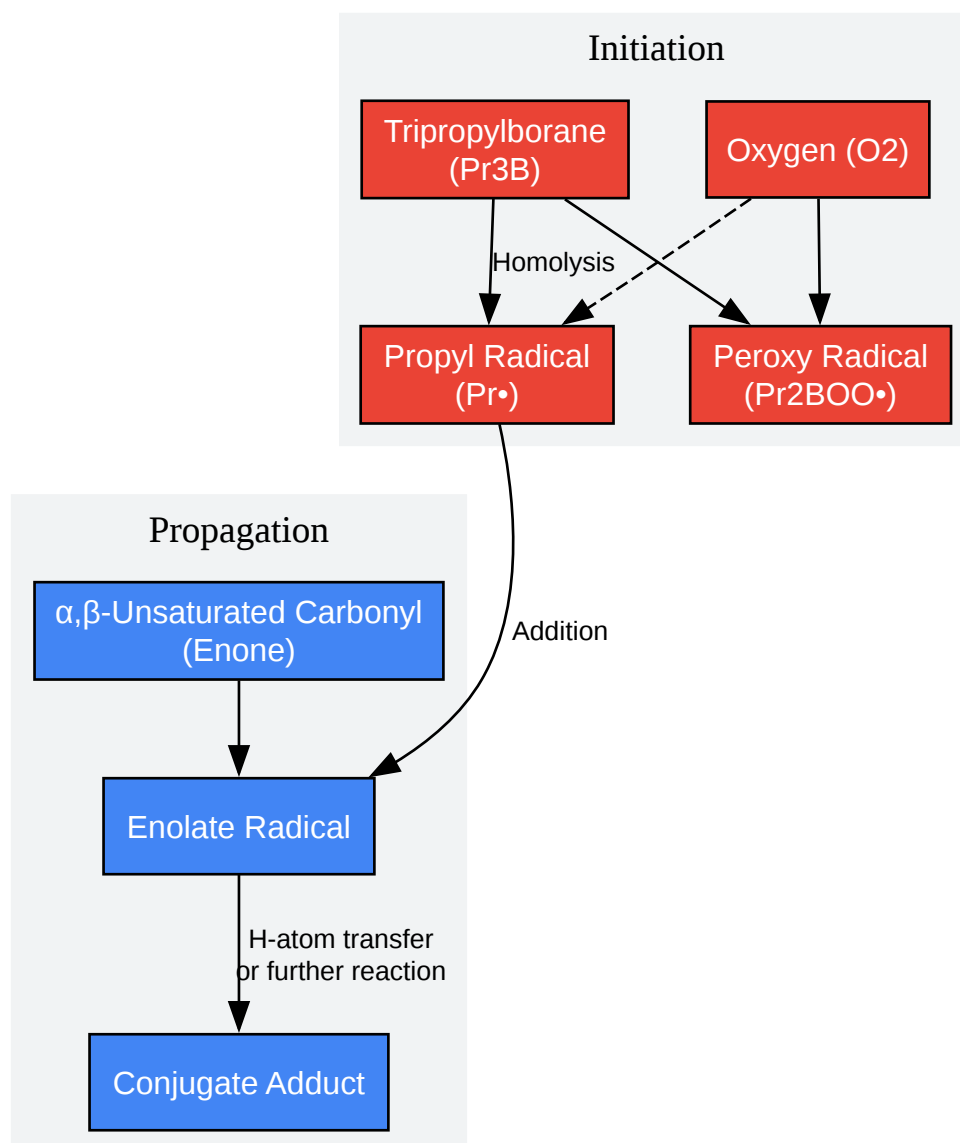 Initiation
Tripropylborane
(Pr3B)
Oxygen (O2)
Homolysis
Propyl Radical
(Pr•)
Peroxy Radical
(Pr2BOO•)
Propagation
α,β-Unsaturated Carbonyl
(Enone)
Addition
Enolate Radical
H-atom transfer
or further reaction
Conjugate Adduct